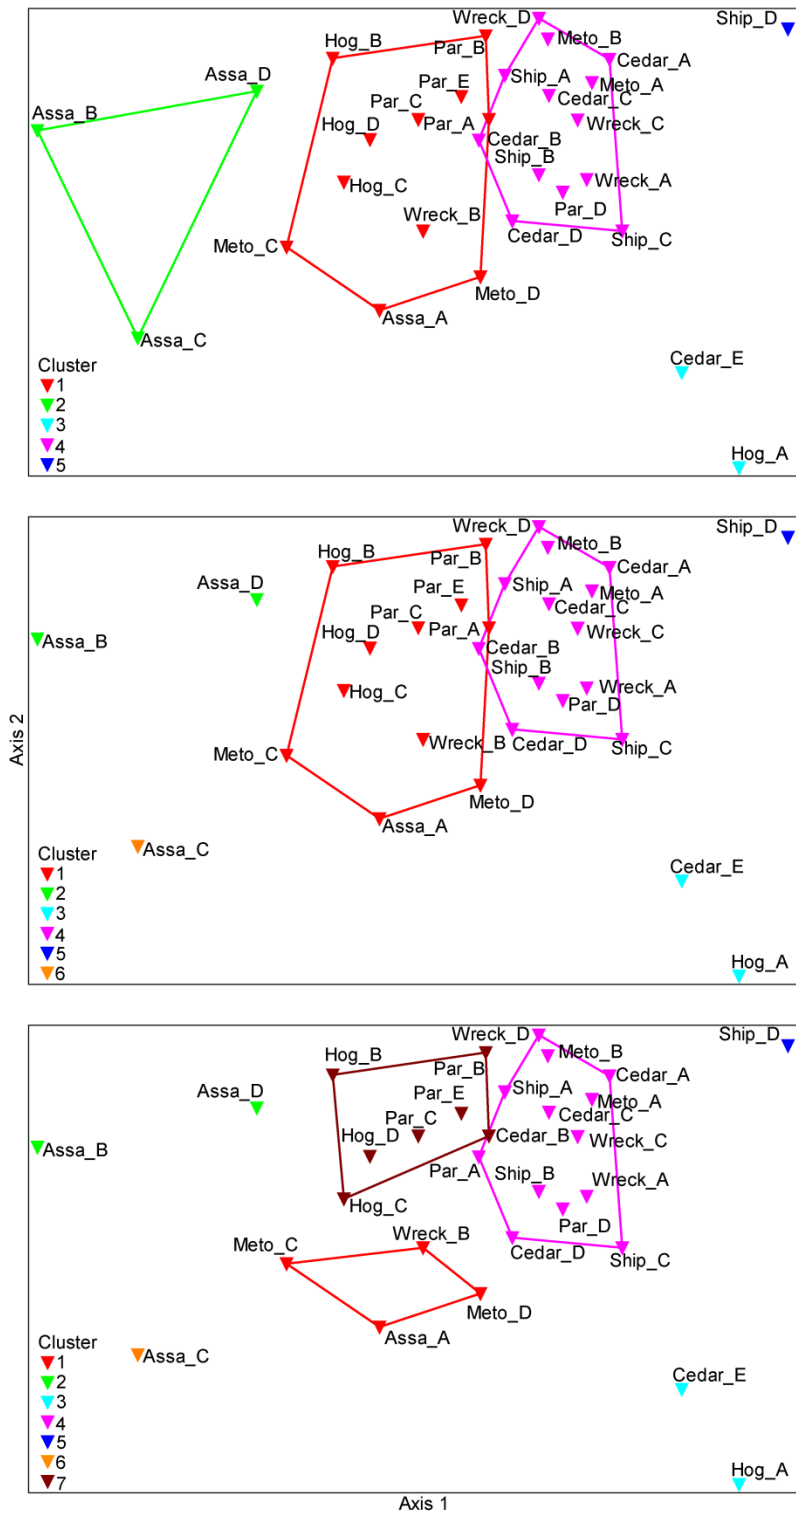 Wreck_D
Ship_D
Hog_B
Par_B
Meto_B
Cedar_A
Assa_D
Ship_A
Meto_A
Par_E
Cedar_C
Assa_B
Par_C
Hog_D
Par_A
Wreck_C
Cedar_B
Ship_B
Hog_C
Wreck_A
Par_D
Wreck_B
Cedar_D
Ship_C
Meto_C
Meto_D
Assa_A
Assa_C
Cedar_E
Cluster
1
2
3
4
5
Hog_A
Wreck_D
Ship_D
Hog_B
Par_B
Meto_B
Cedar_A
Assa_D
Ship_A
Meto_A
Par_E
Cedar_C
Par_C
Hog_D
Par_A
Wreck_C
Assa_B
Cedar_B
Ship_B
Hog_C
Wreck_A
Par_D
Wreck_B
Cedar_D
Ship_C
Meto_C
Axis 2
Meto_D
Assa_A
Assa_C
Cedar_E
Cluster
1
2
3
4
5
6
Hog_A
Wreck_D
Ship_D
Hog_B
Par_B
Meto_B
Cedar_A
Assa_D
Ship_A
Par_E
Meto_A
Cedar_C
Par_C
Hog_D
Cedar_B
Wreck_C
Assa_B
Par_A
Ship_B
Wreck_A
Hog_C
Par_D
Wreck_B
Cedar_D
Ship_C
Meto_C
Meto_D
Assa_A
Assa_C
Cedar_E
Cluster
1
2
3
4
5
6
7
Hog_A
Axis 1